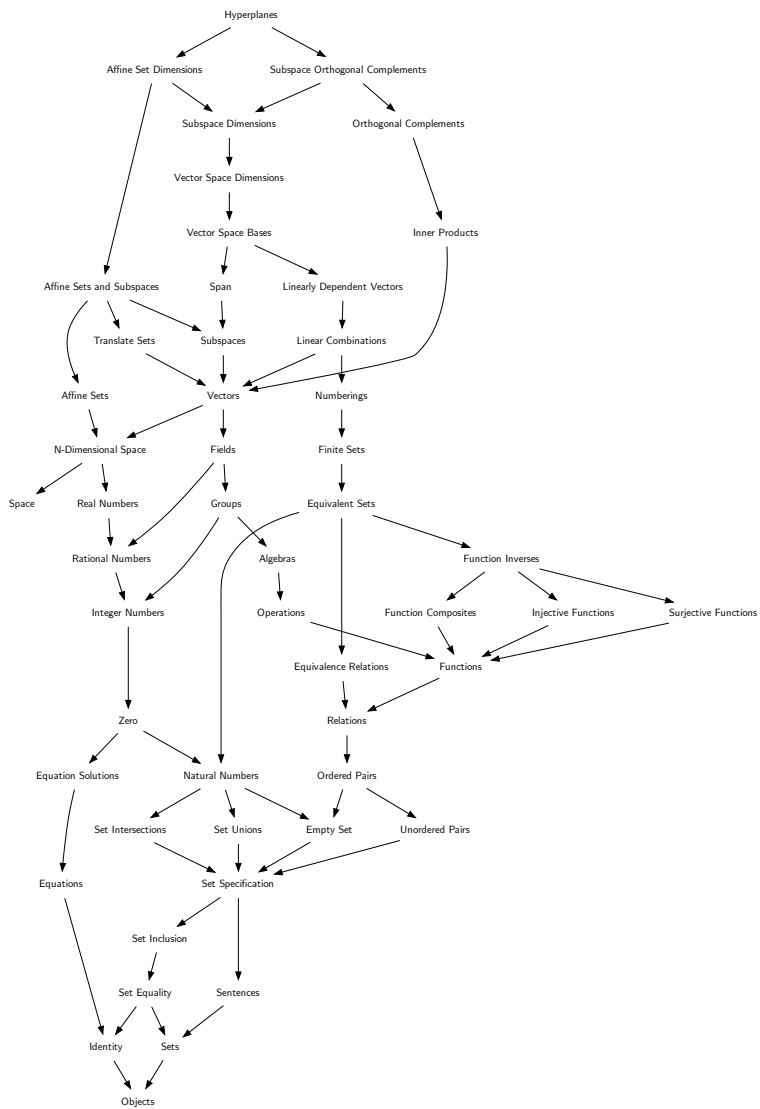 Hyperplanes
Affine Set Dimensions
Subspace Orthogonal Complements
Subspace Dimensions
Orthogonal Complements
Vector Space Dimensions
Vector Space Bases
Inner Products
Affine Sets and Subspaces
Span
Linearly Dependent Vectors
Translate Sets
Subspaces
Linear Combinations
Affine Sets
Vectors
Numberings
N-Dimensional Space
Fields
Finite Sets
Space
Real Numbers
Groups
Equivalent Sets
Rational Numbers
Algebras
Function Inverses
Integer Numbers
Operations
Function Composites
Injective Functions
Surjective Functions
Equivalence Relations
Functions
Zero
Relations
Equation Solutions
Natural Numbers
Ordered Pairs
Set Intersections
Set Unions
Empty Set
Unordered Pairs
Equations
Set Specification
Set Inclusion
Set Equality
Sentences
Identity
Sets
Objects